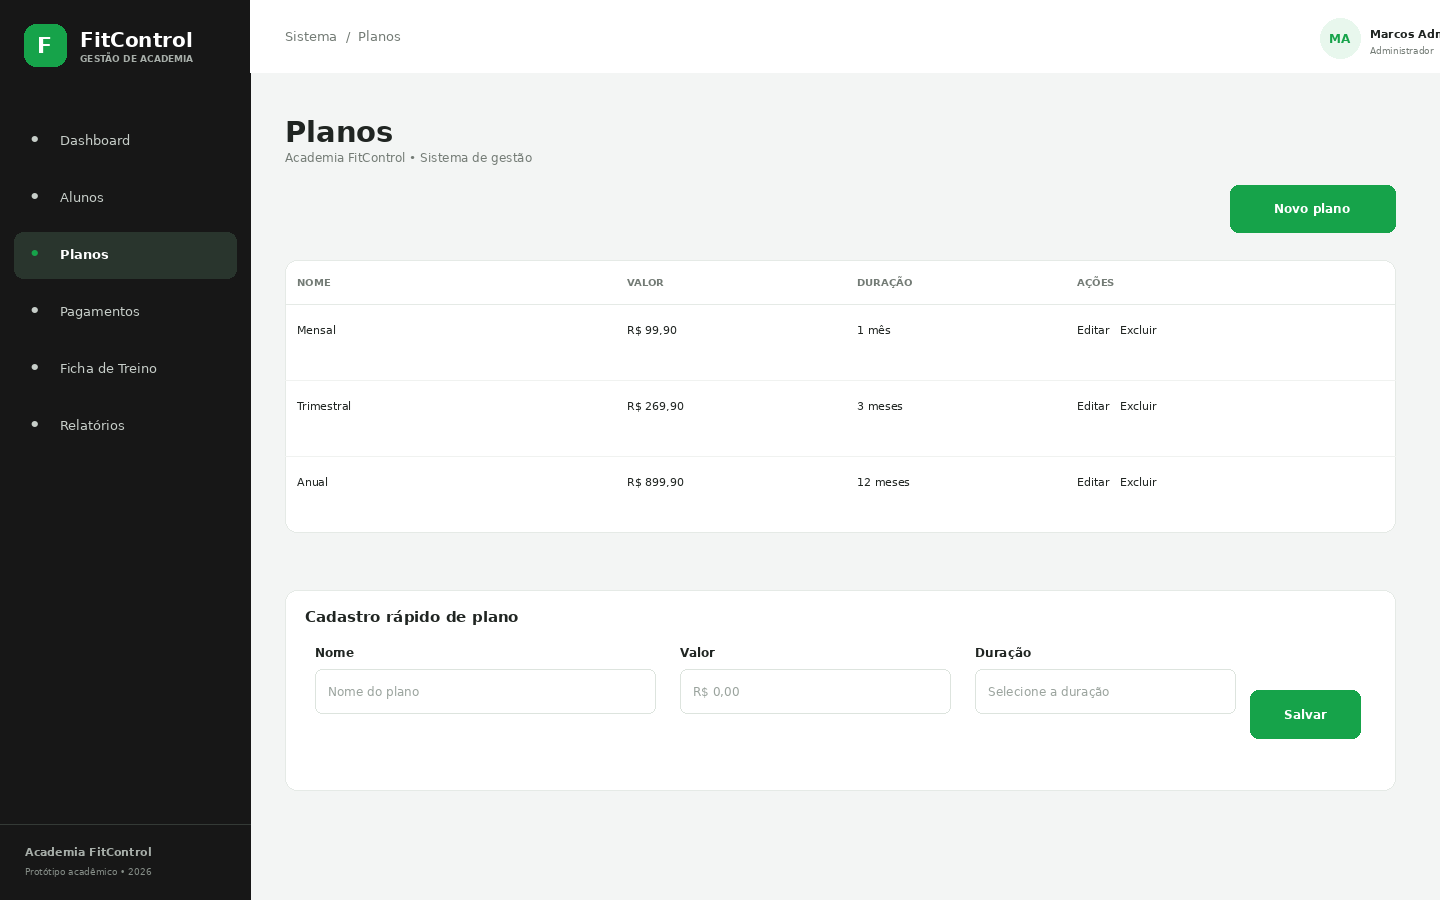 F FitControl
GESTÃO DE ACADEMIA
Dashboard
Alunos
Planos
Pagamentos
Ficha de Treino
Relatórios
Academia FitControl
Protótipo acadêmico • 2026
Sistema / Planos
MA
Marcos Adr
Administrador
Planos
Academia FitControl • Sistema de gestão
Novo plano
NOME VALOR DURAÇÃO AÇÕES
Mensal R$ 99,90 1 mês Editar Excluir
Trimestral R$ 269,90 3 meses Editar Excluir
Anual R$ 899,90 12 meses Editar Excluir
Cadastro rápido de plano
Nome Valor Duração
Nome do plano R$ 0,00 Selecione a duração
Salvar